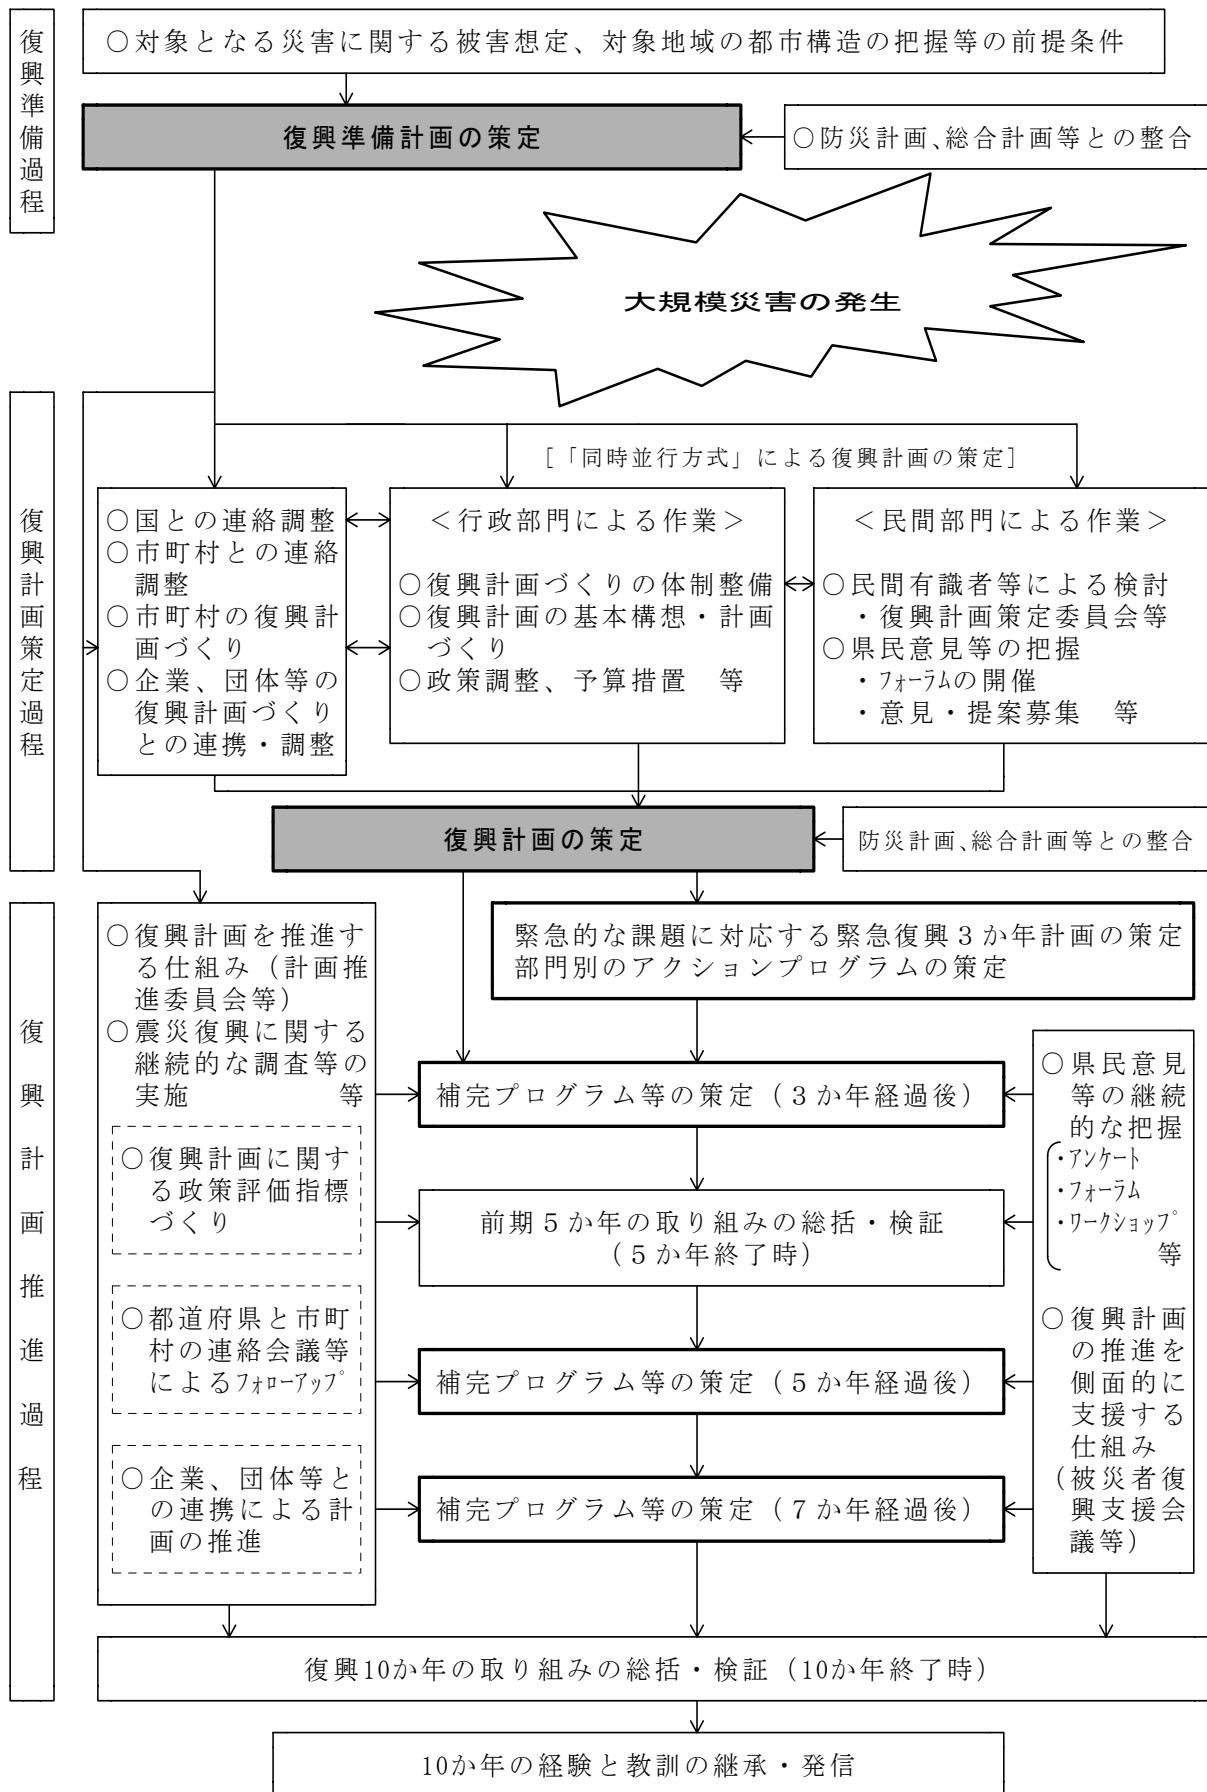 復興準備過程
○対象となる災害に関する被害想定、対象地域の都市構造の把握等の前提条件
復興準備計画の策定
○防災計画、総合計画等との整合
大規模災害の発生
復興計画策定過程
[「同時並行方式」による復興計画の策定]
○国との連絡調整
○市町村との連絡
調整
○市町村の復興計
画づくり
○企業、団体等の
復興計画づくり
との連携・調整
＜行政部門による作業＞
○復興計画づくりの体制整備
○復興計画の基本構想・計画
づくり
○政策調整、予算措置　等
＜民間部門による作業＞
○民間有識者等による検討
・復興計画策定委員会等
○県民意見等の把握
・フォーラムの開催
・意見・提案募集　等
復興計画の策定
防災計画、総合計画等との整合
復興計画推進過程
○復興計画を推進す
る仕組み（計画推
進委員会等）
○震災復興に関する
継続的な調査等の
実施　　　　　等
○復興計画に関す
る政策評価指標
づくり
○都道府県と市町
村の連絡会議等
によるフォローアップ
○企業、団体等と
の連携による計
画の推進
緊急的な課題に対応する緊急復興３か年計画の策定
部門別のアクションプログラムの策定
補完プログラム等の策定（３か年経過後）
前期５か年の取り組みの総括・検証
（５か年終了時）
補完プログラム等の策定（５か年経過後）
補完プログラム等の策定（７か年経過後）
○県民意見
等の継続
的な把握
・アンケート
・フォーラム
・ワークショップ
等
○復興計画
の推進を
側面的に
支援する
仕組み
（被災者復
興支援会
議等）
復興10か年の取り組みの総括・検証（10か年終了時）
10か年の経験と教訓の継承・発信